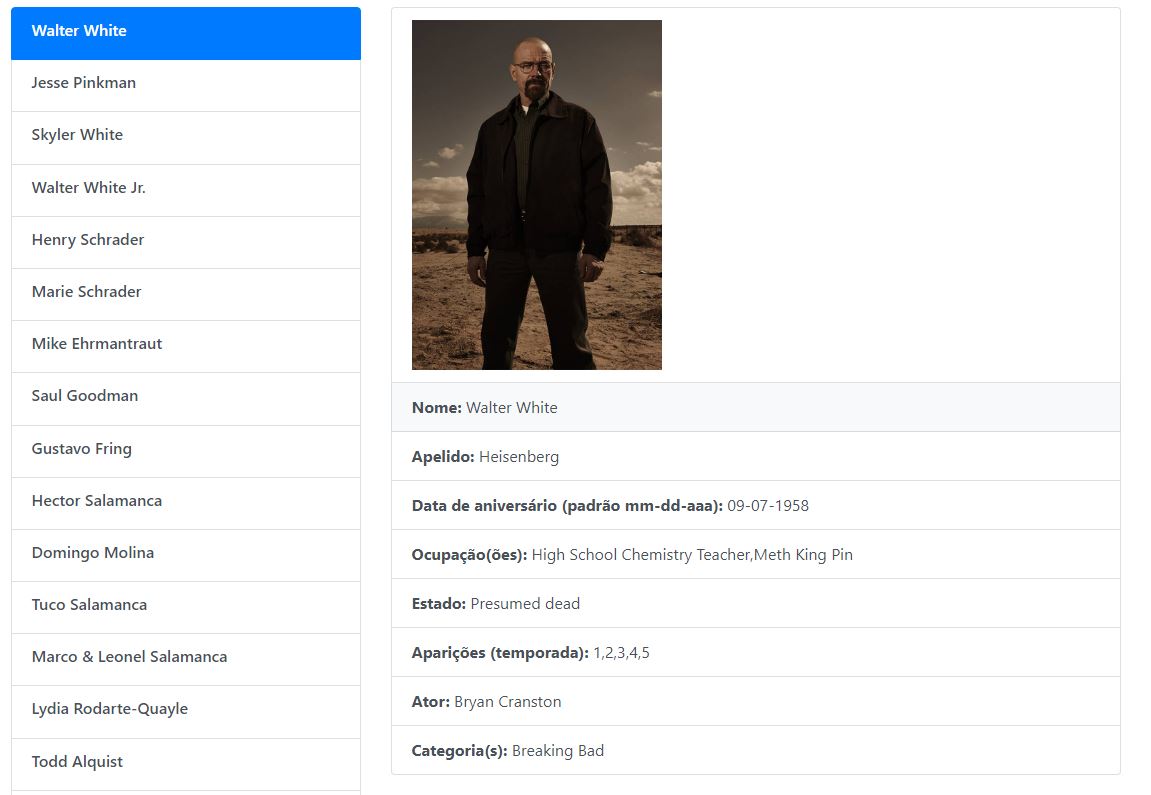 Walter White
Jesse Pinkman
Skyler White
Walter White Jr.
Henry Schrader
Marie Schrader
Mike Ehrmantraut
Saul Goodman
Gustavo Fring
Hector Salamanca
Domingo Molina
Tuco Salamanca
Marco & Leonel Salamanca
Lydia Rodarte-Quayle
Todd Alquist
Nome: Walter White
Apelido: Heisenberg
Data de aniversário (padrão mm-dd-aaa): 09-07-1958
Ocupação(ões): High School Chemistry Teacher,Meth King Pin
Estado: Presumed dead
Aparições (temporada): 1,2,3,4,5
Ator: Bryan Cranston
Categoria(s): Breaking Bad